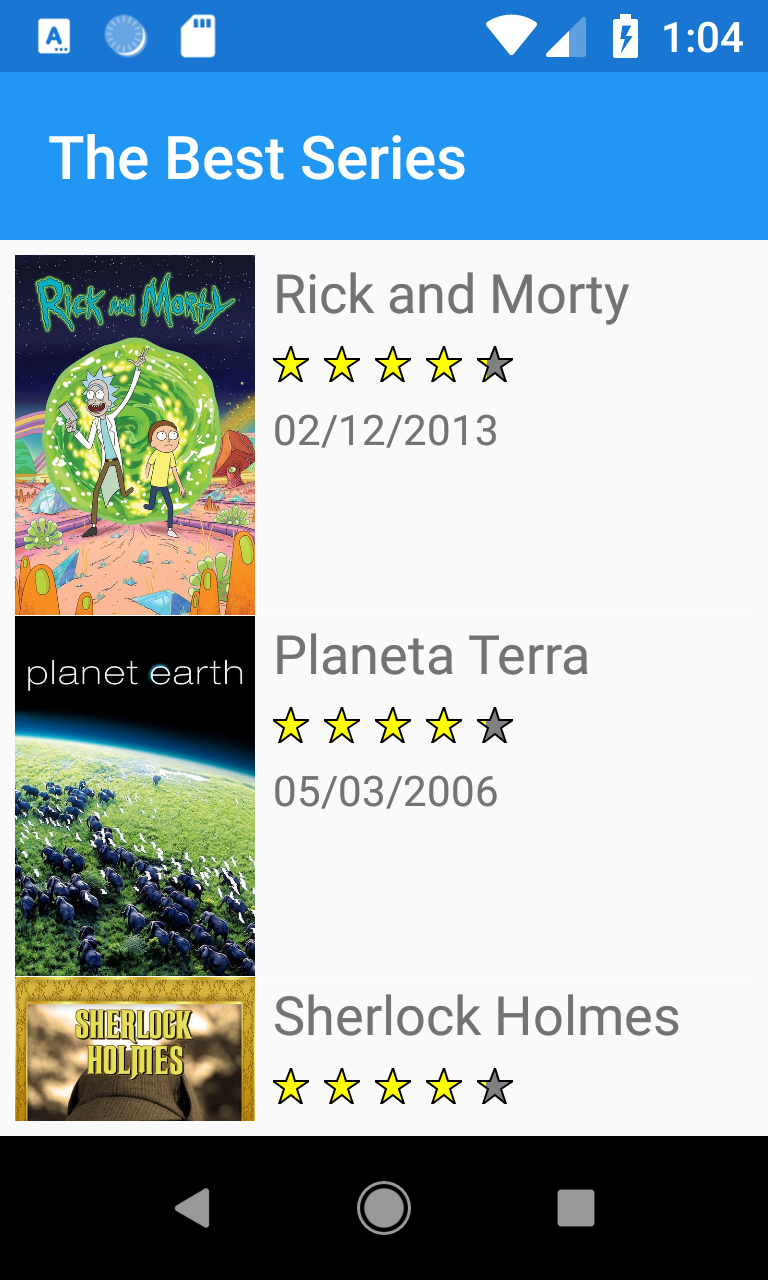 1:04
The Best Series
Rick and Morty
Rick and Morty
02/12/2013
planet earth
Planeta Terra
05/03/2006
SHERLOCK
HOLMES
Sherlock Holmes